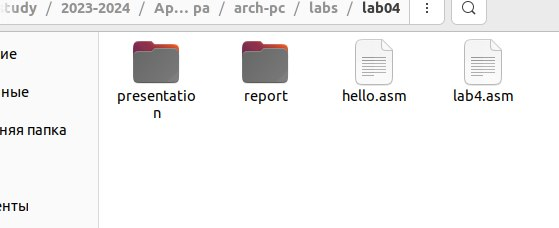 tudy / 2023-2024 / Ap... pa / arch-pc / labs / lab04
ие
ные
няя папка
енты
presentatio
n
report
hello.asm
lab4.asm